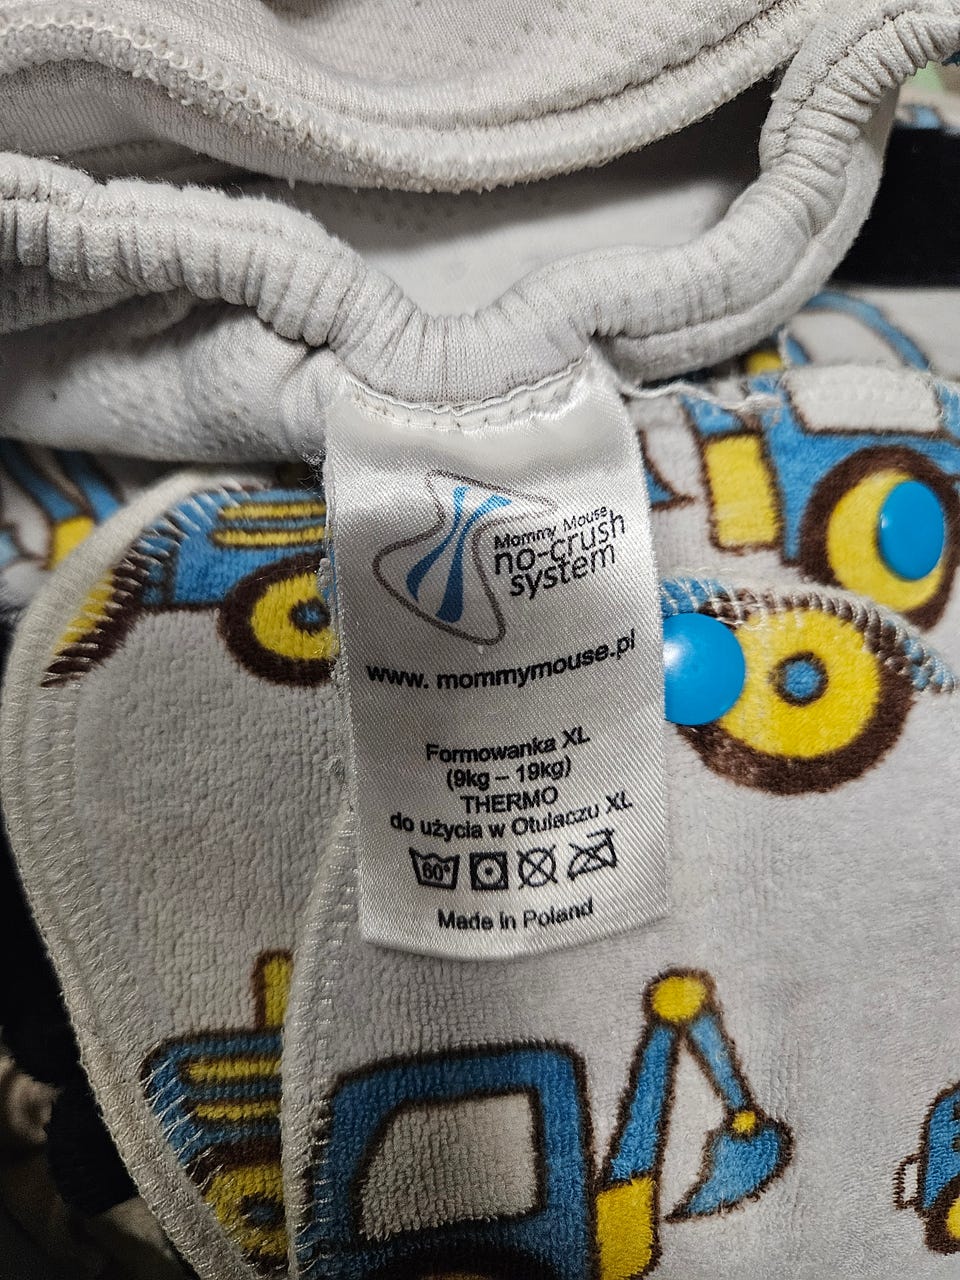 Mommy Mouse
no-crush
system
www. mommymouse.pl
Formowanka XL
(9kg – 19kg)
THERMO
do użycia w Otulaczu XL
60°
Made in Poland